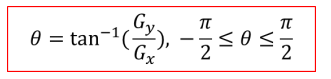 θ = tan⁻¹(G_y/G_x), −π/2 ≤ θ ≤ π/2